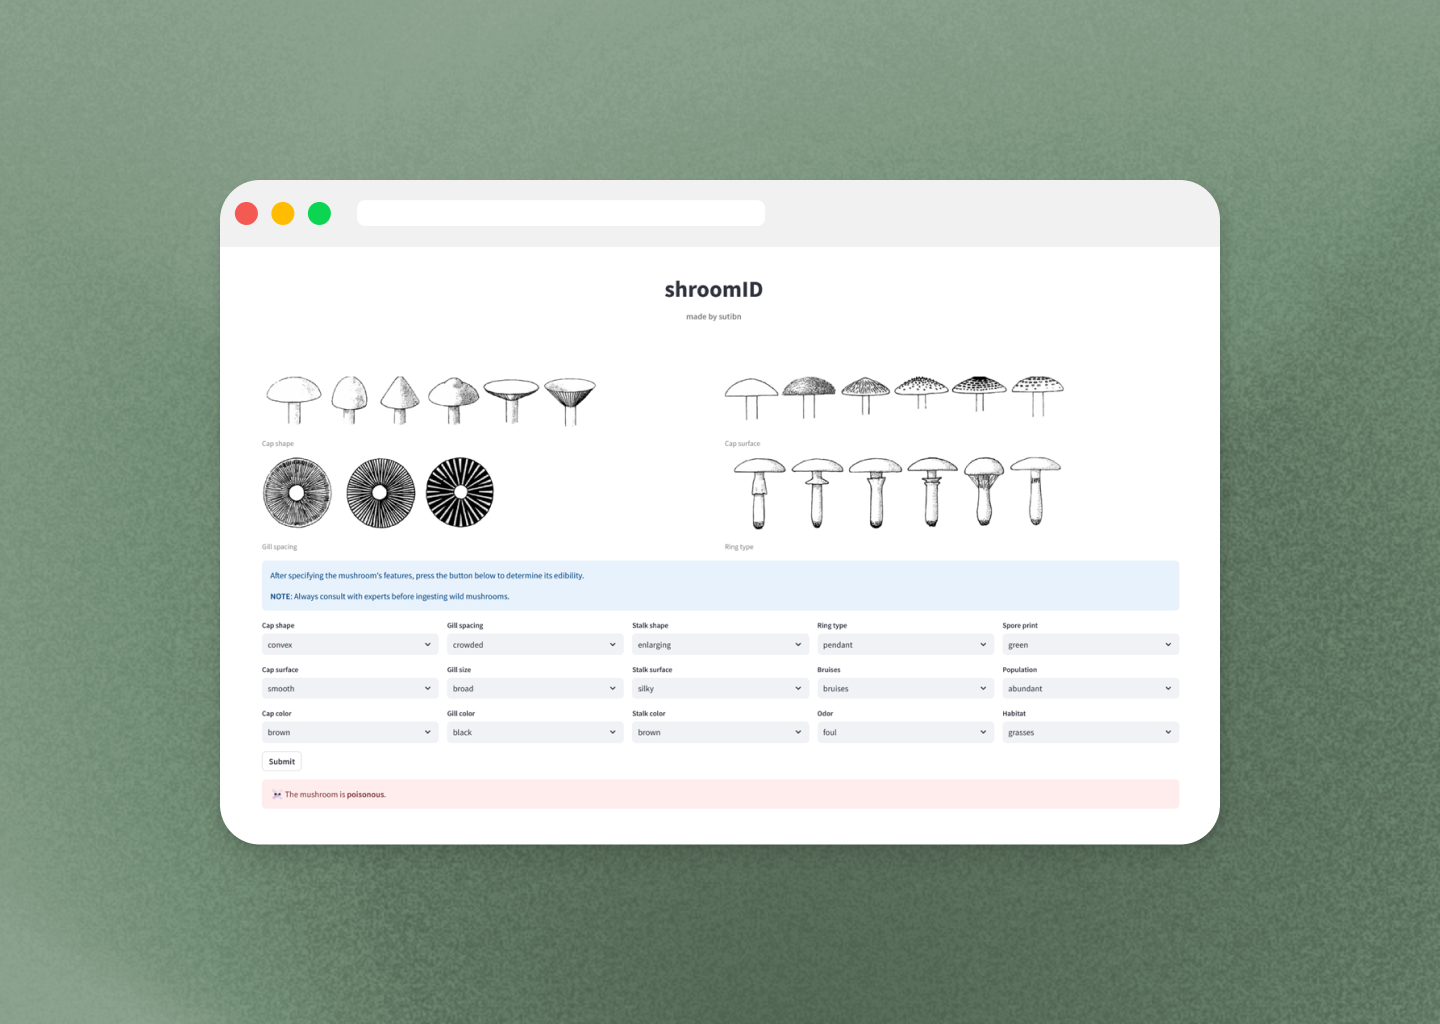 shroomID
made by sutibn
Cap shape
Cap surface
Gill spacing
Ring type
After specifying the mushroom's features, press the button below to determine its edibility.
NOTE: Always consult with experts before ingesting wild mushrooms.
Cap shape Gill spacing Stalk shape Ring type Spore print
convex crowded enlarging pendant green
Cap surface Gill size Stalk surface Bruises Population
smooth broad silky bruises abundant
Cap color Gill color Stalk color Odor Habitat
brown black brown foul grasses
Submit
☠️ The mushroom is poisonous.